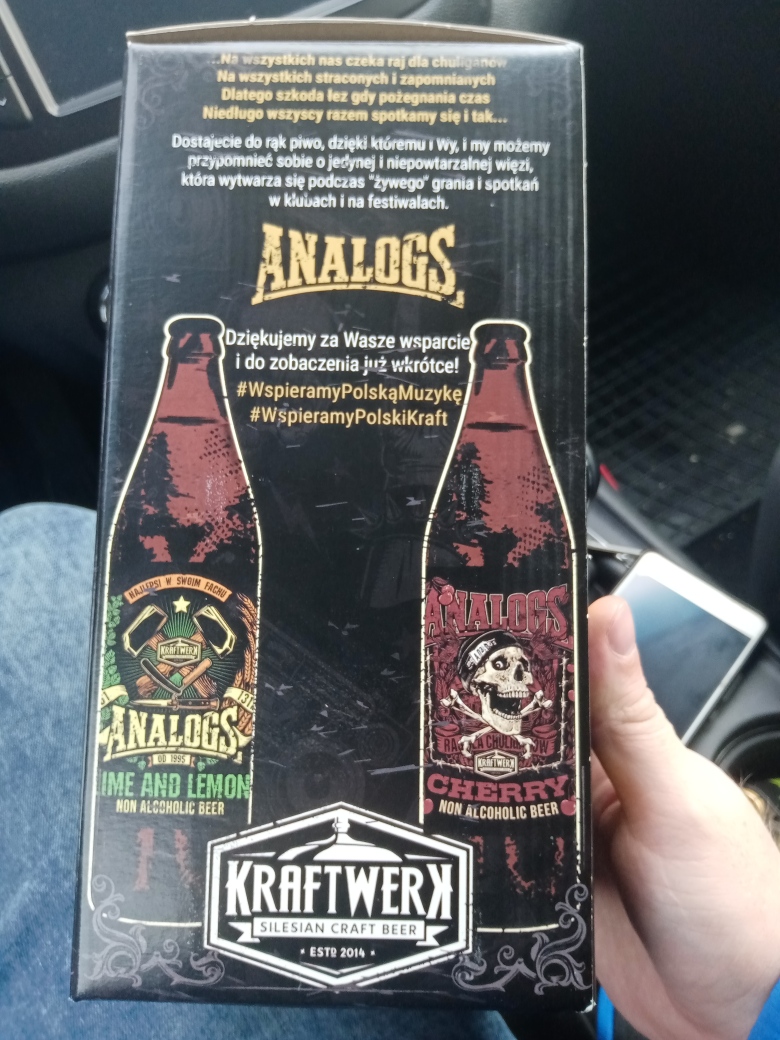 ...Na wszystkich nas czeka raj dla chuliganów
Na wszystkich straconych i zapomnianych
Dlatego szkoda łez gdy pożegnania czas
Niedługo wszyscy razem spotkamy się i tak...
Dostajecie do rąk piwo, dzięki któremu i Wy, i my możemy
przypomnieć sobie o jedynej i niepowtarzalnej więzi,
która wytwarza się podczas "żywego" grania i spotkań
w klubach i na festiwalach.
ANALOGS
Dziękujemy za Wasze wsparcie
i do zobaczenia już wkrótce!
#WspieramyPolskąMuzykę
#WspieramyPolskiKraft
NAJLEPSI W SWOIM FACHU
KRAFTWERK
ANALOGS
OD 1995
IME AND LEMON
NON ALCOHOLIC BEER
ANALOGS
KRAFTWERK
CHERRY
NON ALCOHOLIC BEER
KRAFTWERK
SILESIAN CRAFT BEER
ESTD 2014